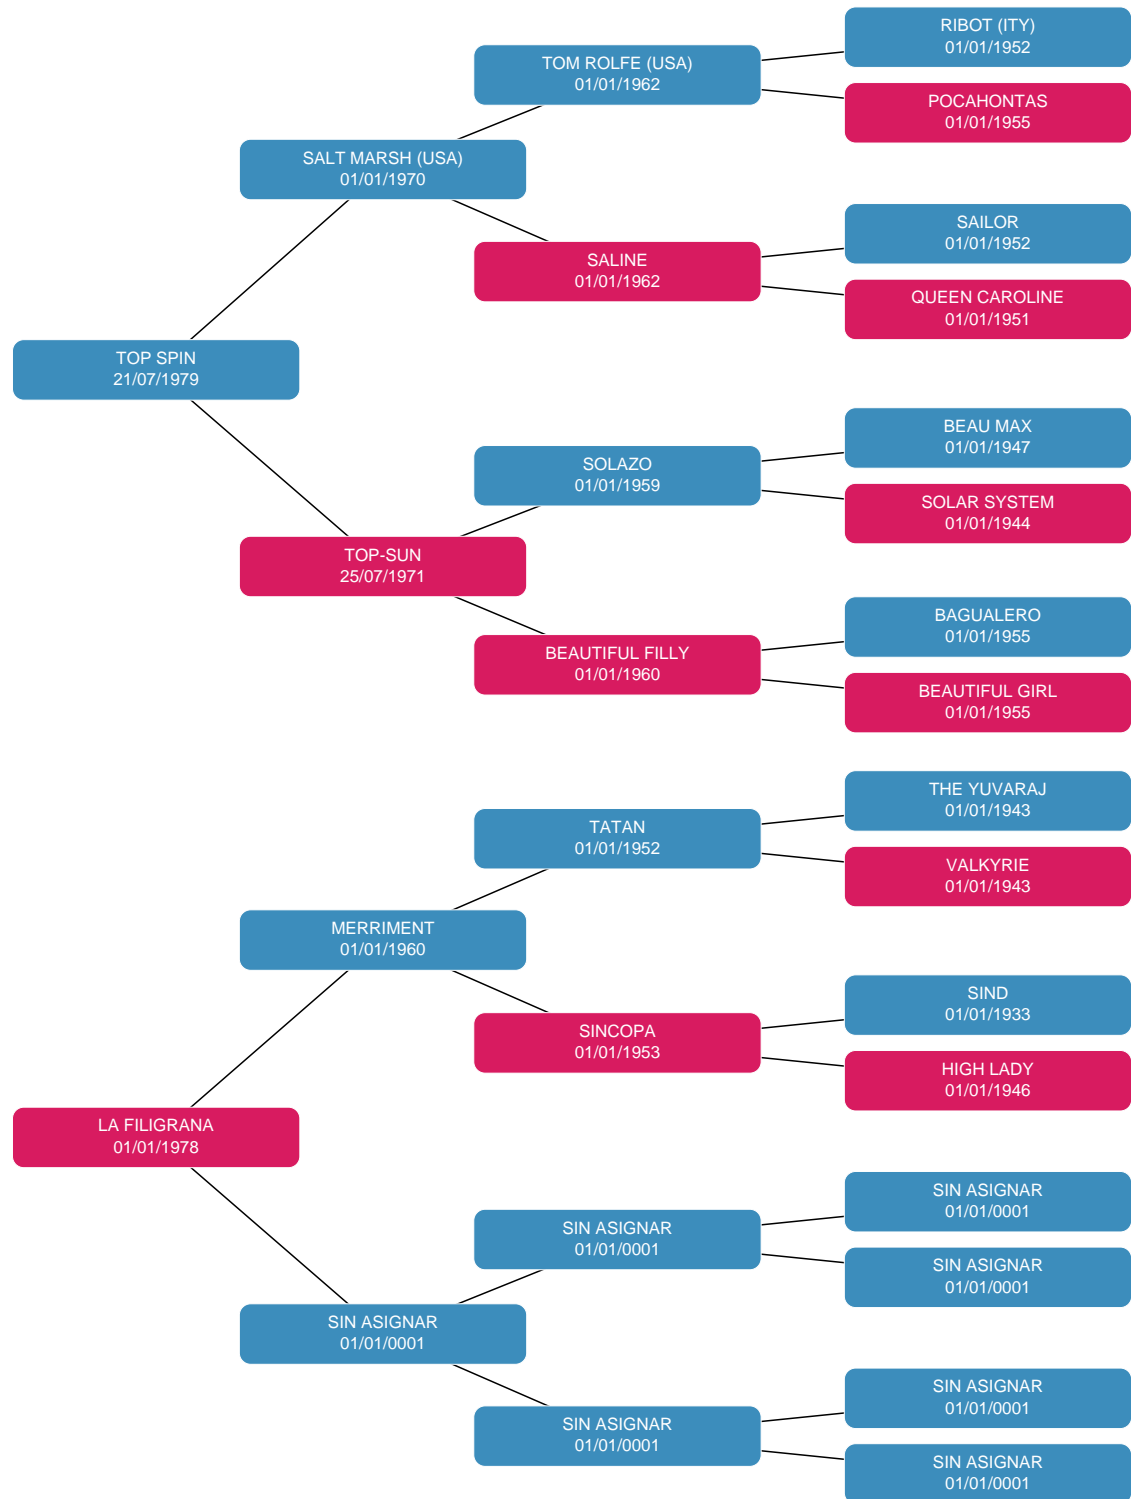 RIBOT (ITY)
01/01/1952
TOM ROLFE (USA)
01/01/1962
POCAHONTAS
01/01/1955
SALT MARSH (USA)
01/01/1970
SAILOR
01/01/1952
SALINE
01/01/1962
QUEEN CAROLINE
01/01/1951
TOP SPIN
21/07/1979
BEAU MAX
01/01/1947
SOLAZO
01/01/1959
SOLAR SYSTEM
01/01/1944
TOP-SUN
25/07/1971
BAGUALERO
01/01/1955
BEAUTIFUL FILLY
01/01/1960
BEAUTIFUL GIRL
01/01/1955
THE YUVARAJ
01/01/1943
TATAN
01/01/1952
VALKYRIE
01/01/1943
MERRIMENT
01/01/1960
SIND
01/01/1933
SINCOPA
01/01/1953
HIGH LADY
01/01/1946
LA FILIGRANA
01/01/1978
SIN ASIGNAR
01/01/0001
SIN ASIGNAR
01/01/0001
SIN ASIGNAR
01/01/0001
SIN ASIGNAR
01/01/0001
SIN ASIGNAR
01/01/0001
SIN ASIGNAR
01/01/0001
SIN ASIGNAR
01/01/0001